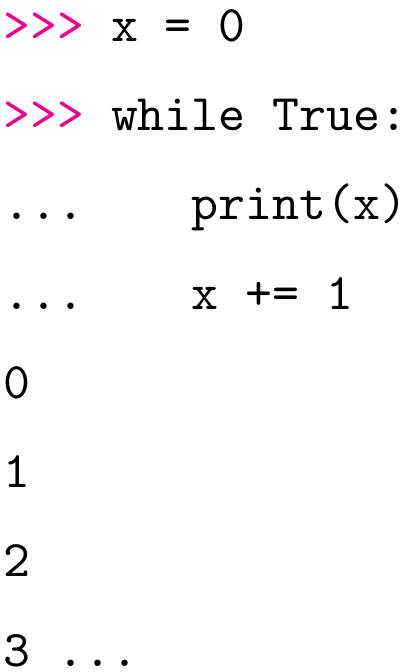 >>> x = 0
>>> while True:
...    print(x)
...    x += 1
0
1
2
3 ...